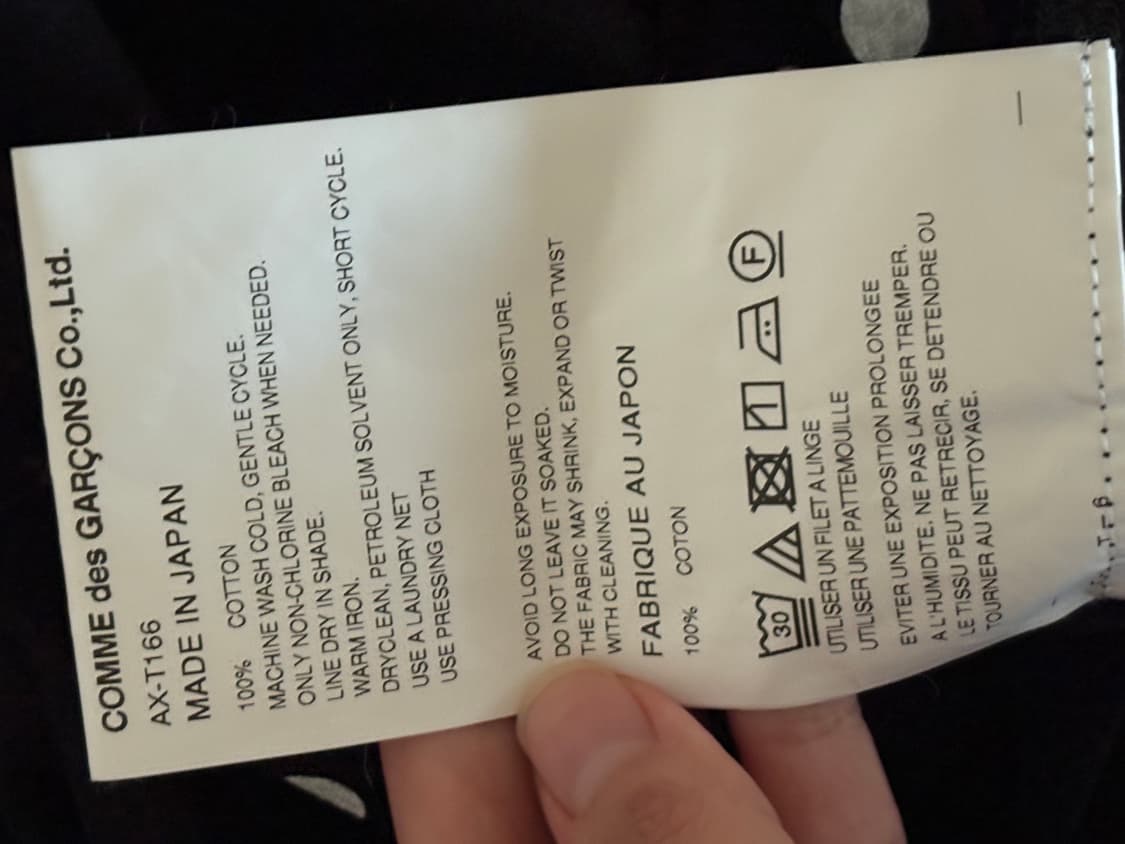 COMME des GARÇONS Co.,Ltd.
AX-T166
MADE IN JAPAN
100% COTTON
MACHINE WASH COLD, GENTLE CYCLE.
ONLY NON-CHLORINE BLEACH WHEN NEEDED.
LINE DRY IN SHADE.
WARM IRON.
DRYCLEAN, PETROLEUM SOLVENT ONLY, SHORT CYCLE.
USE A LAUNDRY NET
USE PRESSING CLOTH
AVOID LONG EXPOSURE TO MOISTURE.
DO NOT LEAVE IT SOAKED.
THE FABRIC MAY SHRINK, EXPAND OR TWIST
WITH CLEANING.
FABRIQUE AU JAPON
100% COTON
30 F
UTILISER UN FILET A LINGE
UTILISER UNE PATTEMOUILLE
EVITER UNE EXPOSITION PROLONGEE
A L'HUMIDITE. NE PAS LAISSER TREMPER.
LE TISSU PEUT RETRECIR, SE DETENDRE OU
TOURNER AU NETTOYAGE.